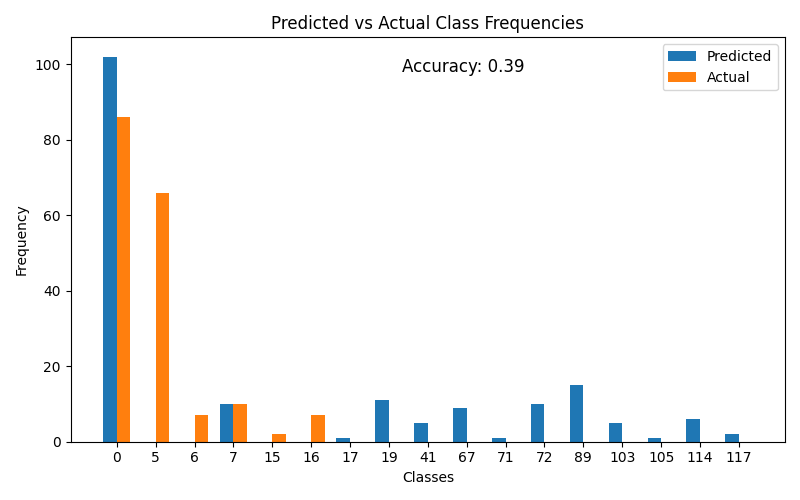 Predicted vs Actual Class Frequencies
Accuracy: 0.39
Predicted
Actual
Frequency
100
80
60
40
20
0
0 5 6 7 15 16 17 19 41 67 71 72 89 103 105 114 117
Classes